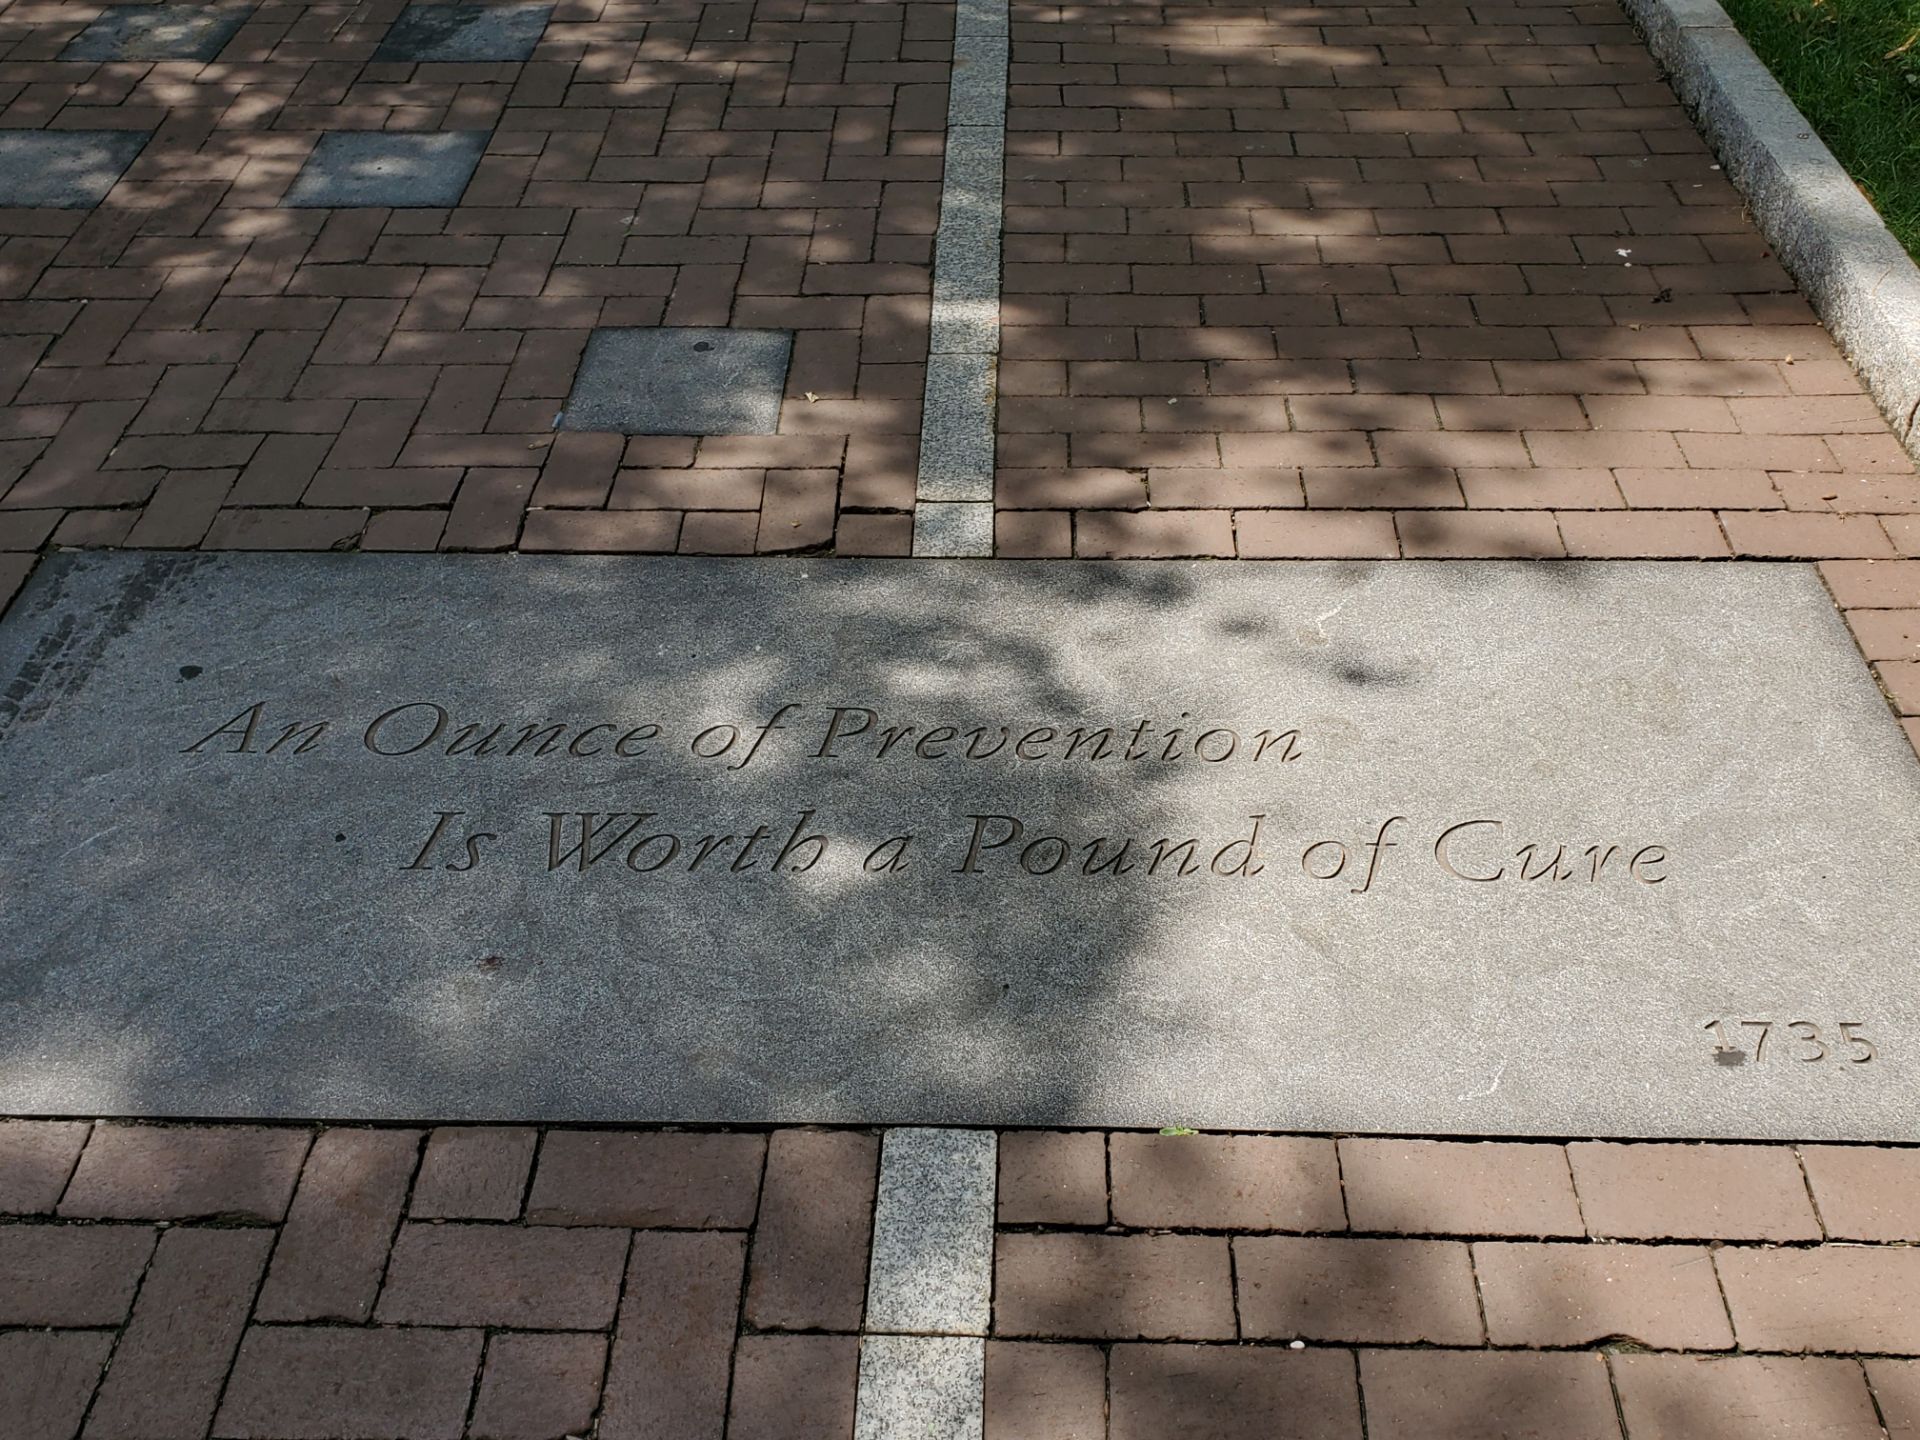 An Ounce of Prevention
Is Worth a Pound of Cure
1735